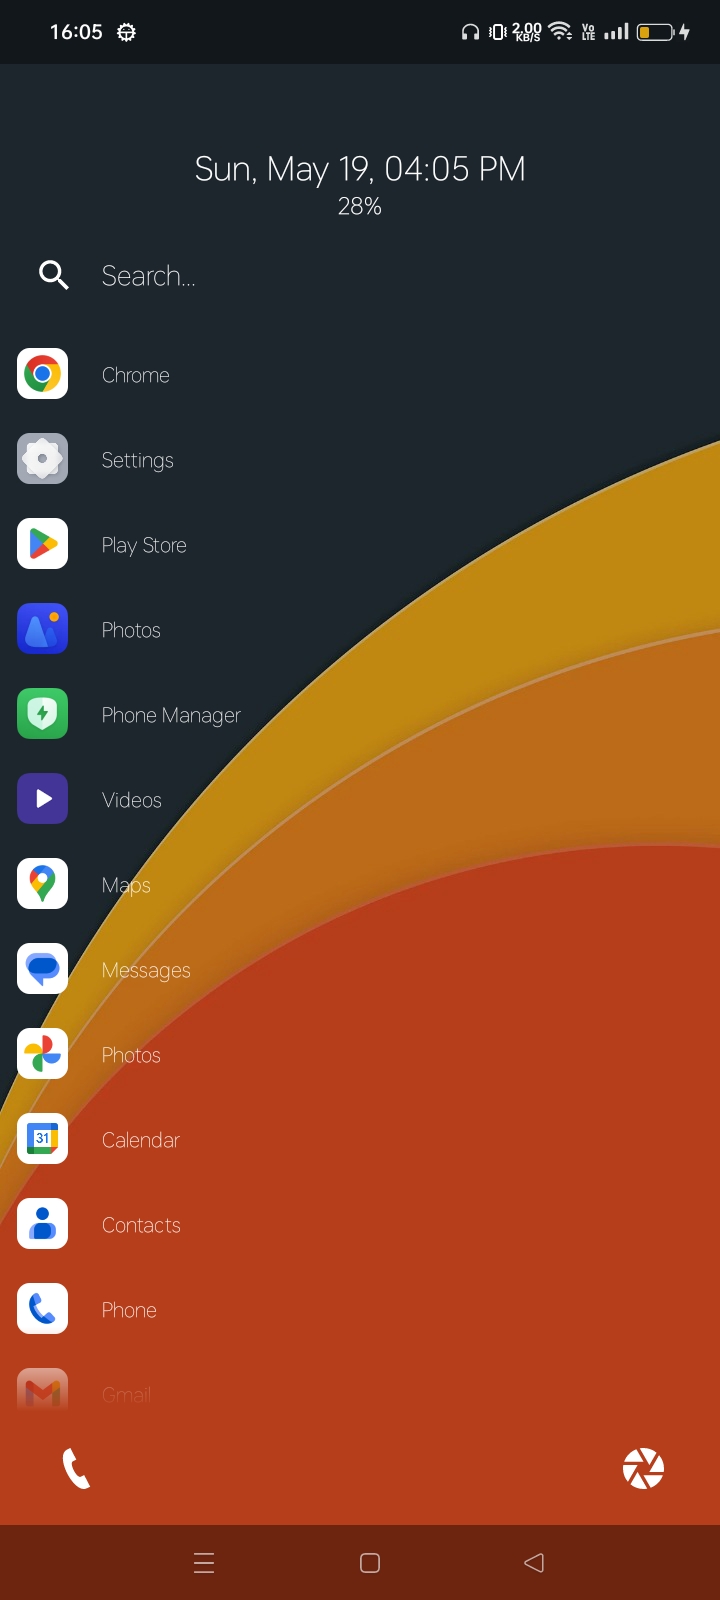 16:05
2.00 KB/S
Vo LTE
Sun, May 19, 04:05 PM
28%
Search...
Chrome
Settings
Play Store
Photos
Phone Manager
Videos
Maps
Messages
Photos
31
Calendar
Contacts
Phone
Gmail